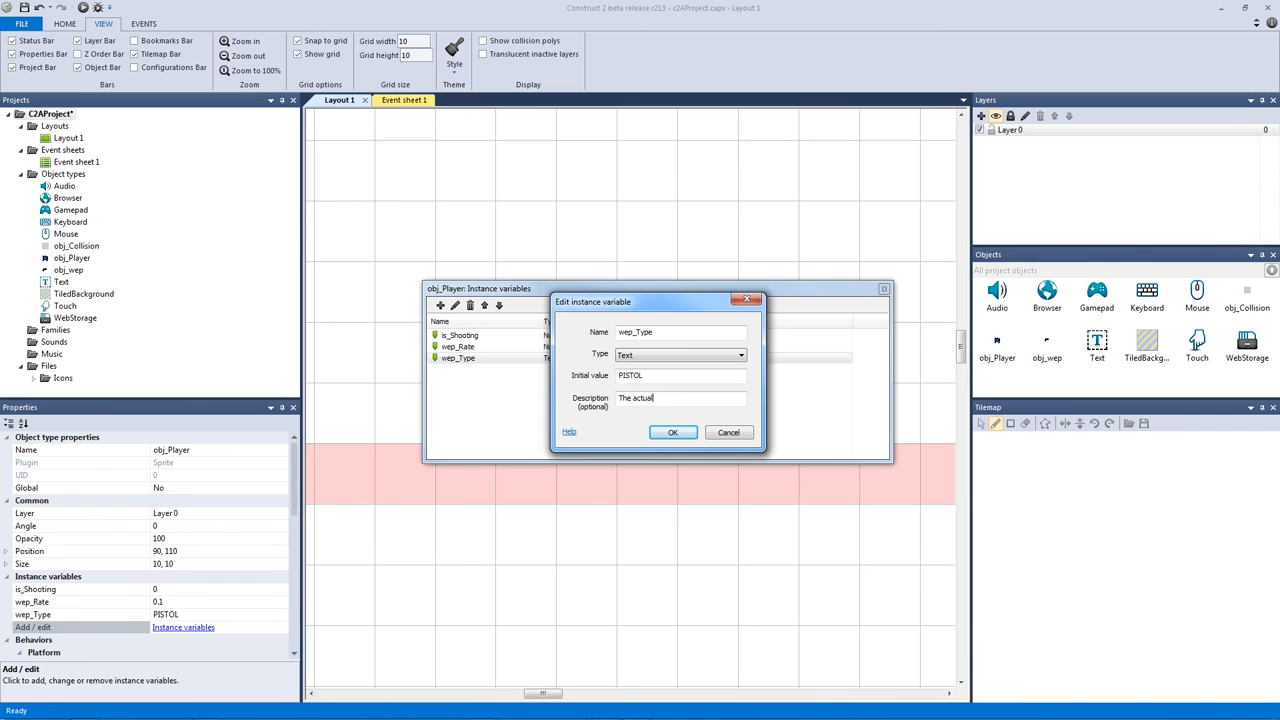 Construct 2 beta release r213 - c2AProject.capx - Layout 1
FILE HOME VIEW EVENTS
Status Bar Layer Bar Bookmarks Bar Zoom in Snap to grid Grid width 10 Show collision polys
Properties Bar Z Order Bar Tilemap Bar Zoom out Show grid Grid height 10 Translucent inactive layers
Project Bar Object Bar Configurations Bar Zoom to 100% Style
Bars Zoom Grid options Grid size Theme Display
Projects
Layout 1 Event sheet 1
Layers
C2AProject*
Layouts
Layout 1
Event sheets
Event sheet 1
Object types
Audio
Browser
Gamepad
Keyboard
Mouse
obj_Collision
obj_Player
obj_wep
Text
TiledBackground
Touch
WebStorage
Families
Sounds
Music
Files
Icons
Layer 0 0
Objects
All project objects
Audio Browser Gamepad Keyboard Mouse obj_Collision
obj_Player obj_wep Text TiledBackg... Touch WebStorage
Tilemap
obj_Player: Instance variables
Name Ty
is_Shooting Nu
wep_Rate Nu
wep_Type Te
Edit instance variable
Name wep_Type
Type Text
Initial value PISTOL
Description (optional) The actual
Help OK Cancel
Properties
Object type properties
Name obj_Player
Plugin Sprite
UID 0
Global No
Common
Layer Layer 0
Angle 0
Opacity 100
Position 90, 110
Size 10, 10
Instance variables
is_Shooting 0
wep_Rate 0.1
wep_Type PISTOL
Add / edit Instance variables
Behaviors
Platform
Add / edit
Click to add, change or remove instance variables.
Ready